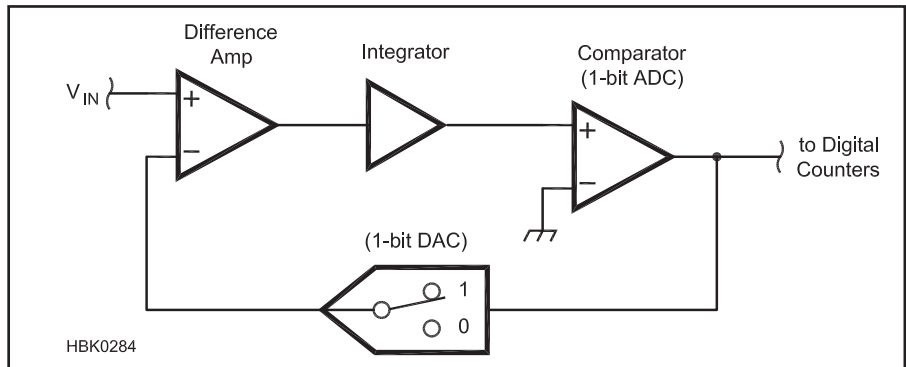 Difference
Amp
Integrator
Comparator
(1-bit ADC)
V IN
+
−
+
−
to Digital
Counters
(1-bit DAC)
1
0
HBK0284